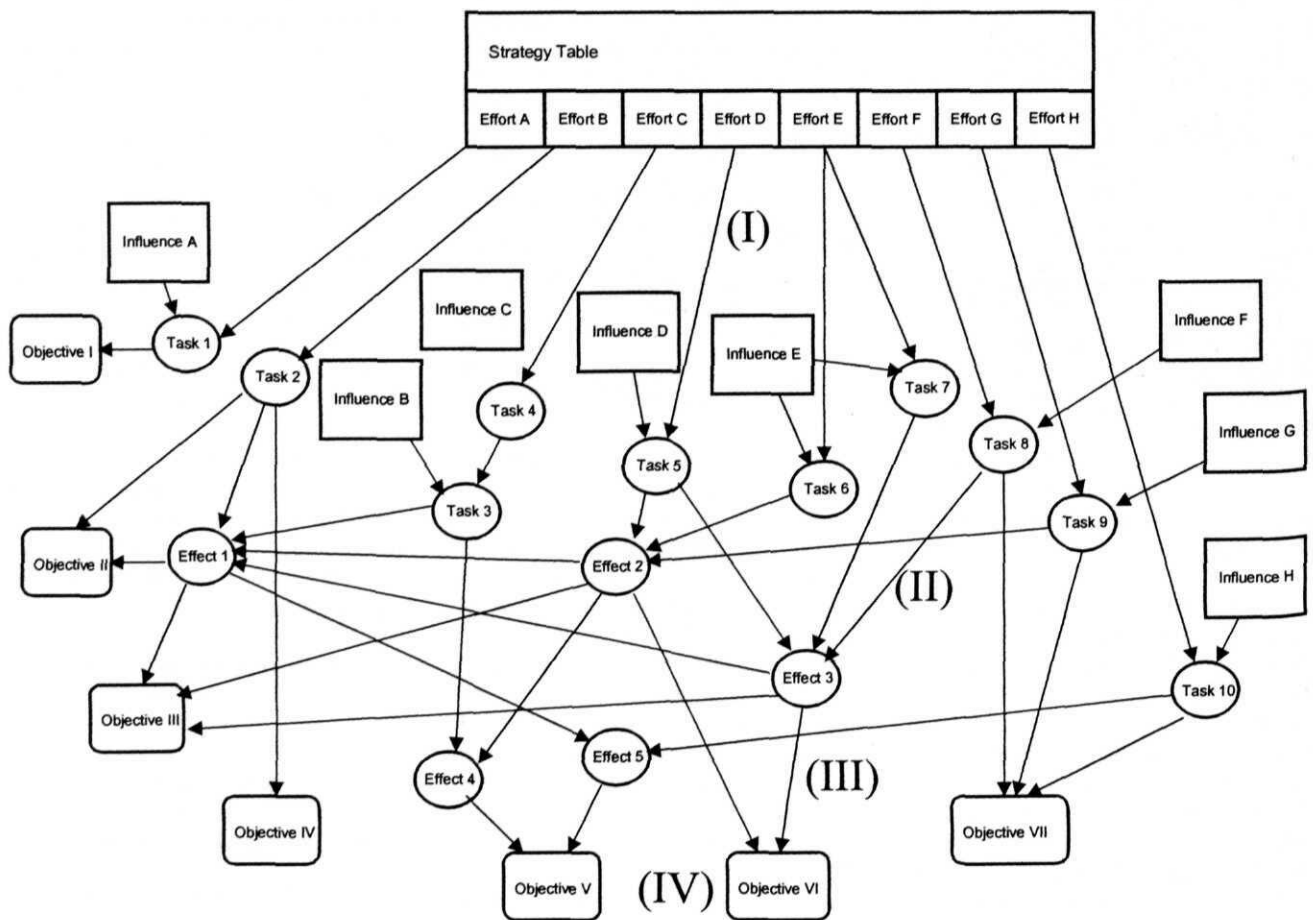 Strategy Table
Effort A
Effort B
Effort C
Effort D
Effort E
Effort F
Effort G
Effort H
(I)
Influence A
Influence C
Influence D
Influence E
Influence F
Objective I
Task 1
Task 2
Influence B
Task 4
Task 7
Influence G
Task 8
Task 5
Task 6
Task 3
Task 9
Objective II
Effect 1
Effect 2
(II)
Influence H
Effect 3
Task 10
Objective III
Effect 4
Effect 5
(III)
Objective IV
Objective VII
Objective V
(IV)
Objective VI